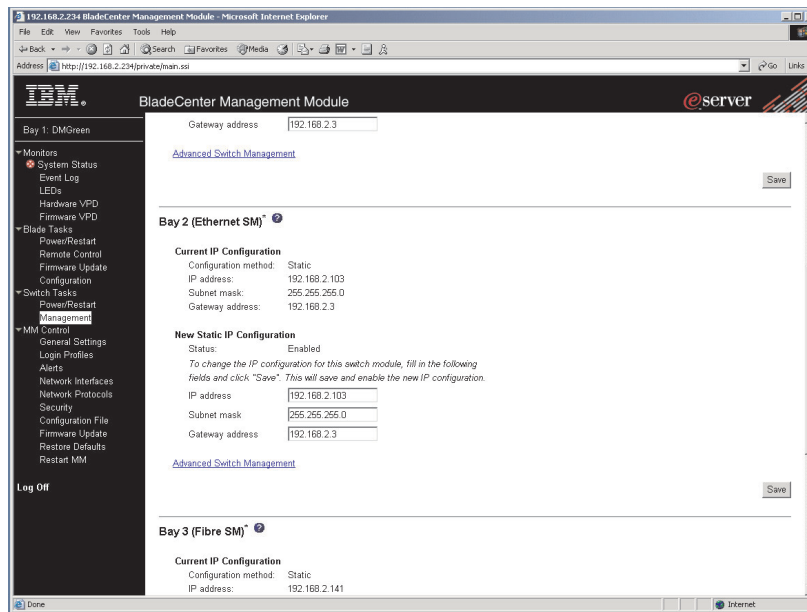 192.168.2.234 BladeCenter Management Module - Microsoft Internet Explorer
File Edit View Favorites Tools Help
Back Search Favorites Media
Address http://192.168.2.234/private/main.ssi Go Links
IBM. BladeCenter Management Module eserver
Bay 1: DMGreen
Monitors
System Status
Event Log
LEDs
Hardware VPD
Firmware VPD
Blade Tasks
Power/Restart
Remote Control
Firmware Update
Configuration
Switch Tasks
Power/Restart
Management
MM Control
General Settings
Login Profiles
Alerts
Network Interfaces
Network Protocols
Security
Configuration File
Firmware Update
Restore Defaults
Restart MM
Log Off
Gateway address 192.168.2.3
Advanced Switch Management
Save
Bay 2 (Ethernet SM)* ?
Current IP Configuration
Configuration method: Static
IP address: 192.168.2.103
Subnet mask: 255.255.255.0
Gateway address: 192.168.2.3
New Static IP Configuration
Status: Enabled
To change the IP configuration for this switch module, fill in the following
fields and click "Save". This will save and enable the new IP configuration.
IP address 192.168.2.103
Subnet mask 255.255.255.0
Gateway address 192.168.2.3
Advanced Switch Management
Save
Bay 3 (Fibre SM)* ?
Current IP Configuration
Configuration method: Static
IP address: 192.168.2.141
Done Internet